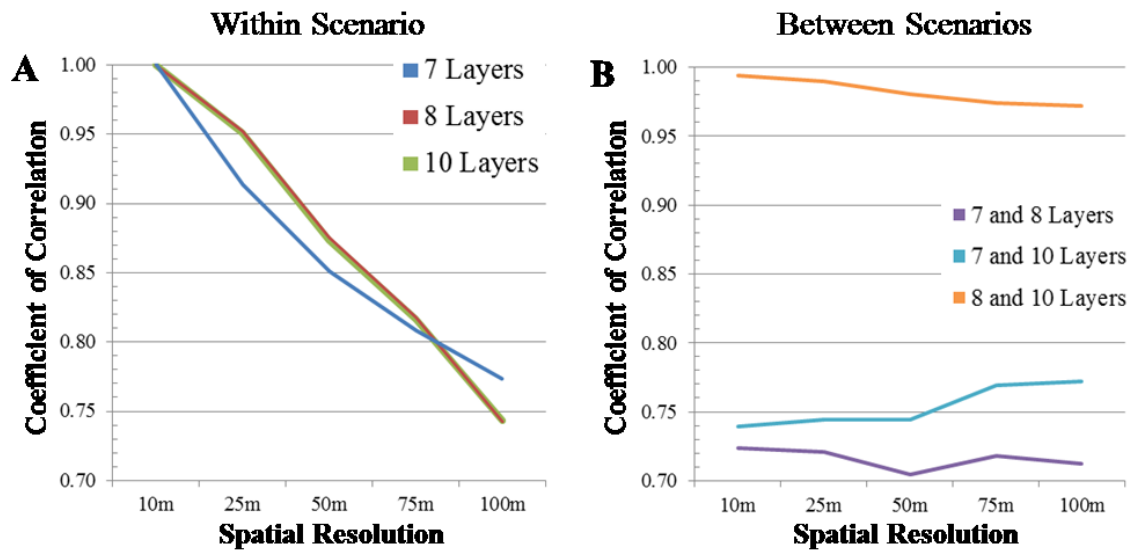 Within Scenario
A
Coefficient of Correlation
1.00
0.95
0.90
0.85
0.80
0.75
0.70
7 Layers
8 Layers
10 Layers
10m
25m
50m
75m
100m
Spatial Resolution
Between Scenarios
B
Coefficient of Correlation
1.00
0.95
0.90
0.85
0.80
0.75
0.70
7 and 8 Layers
7 and 10 Layers
8 and 10 Layers
10m
25m
50m
75m
100m
Spatial Resolution